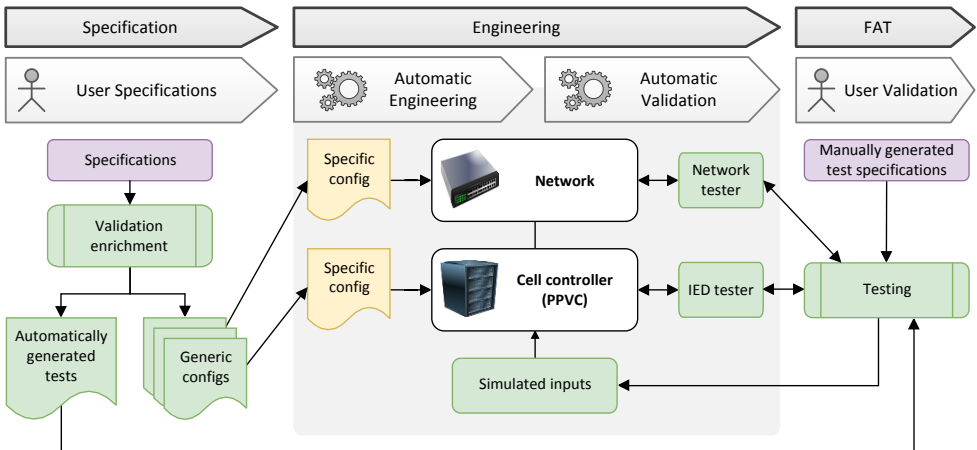 Specification
Engineering
FAT
User Specifications
Automatic
Engineering
Automatic
Validation
User Validation
Specifications
Validation
enrichment
Automatically
generated
tests
Generic
configs
Specific
config
Network
Network
tester
Specific
config
Cell controller
(PPVC)
IED tester
Simulated inputs
Manually generated
test specifications
Testing